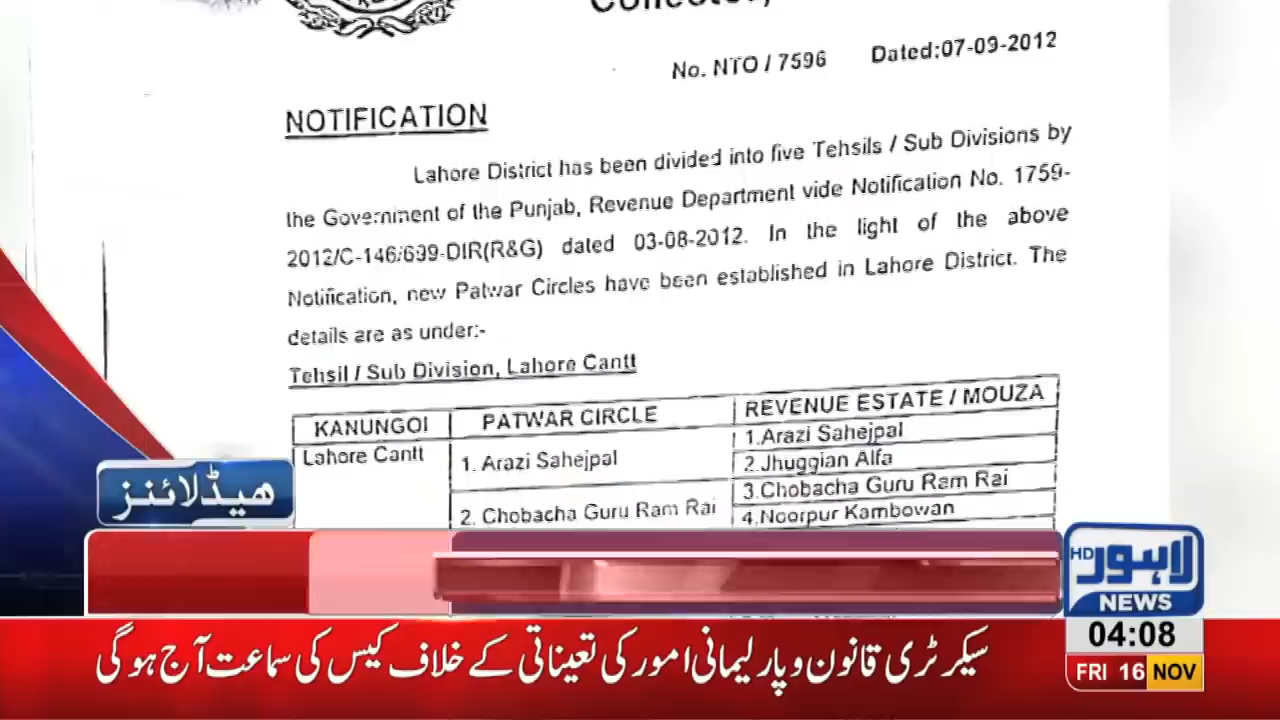 No. NTO / 7596 Dated:07-09-2012
NOTIFICATION
Lahore District has been divided into five Tehsils / Sub Divisions by
the Government of the Punjab, Revenue Department vide Notification No. 1759-
2012/C-146/699-DIR(R&G) dated 03-08-2012. In the light of the above
Notification, new Patwar Circles have been established in Lahore District. The
details are as under:-
Tehsil / Sub Division, Lahore Cantt
KANUNGOI PATWAR CIRCLE REVENUE ESTATE / MOUZA
Lahore Cantt 1. Arazi Sahejpal 1.Arazi Sahejpal
2.Jhuggian Alfa
2. Chobacha Guru Ram Rai 3.Chobacha Guru Ram Rai
4.Noorpur Kambowan
ہیڈلائنز
HD لاہور
NEWS
04:08
FRI 16 NOV
سیکرٹری قانون و پارلیمانی امور کی تعیناتی کے خلاف کیس کی سماعت آج ہو گی